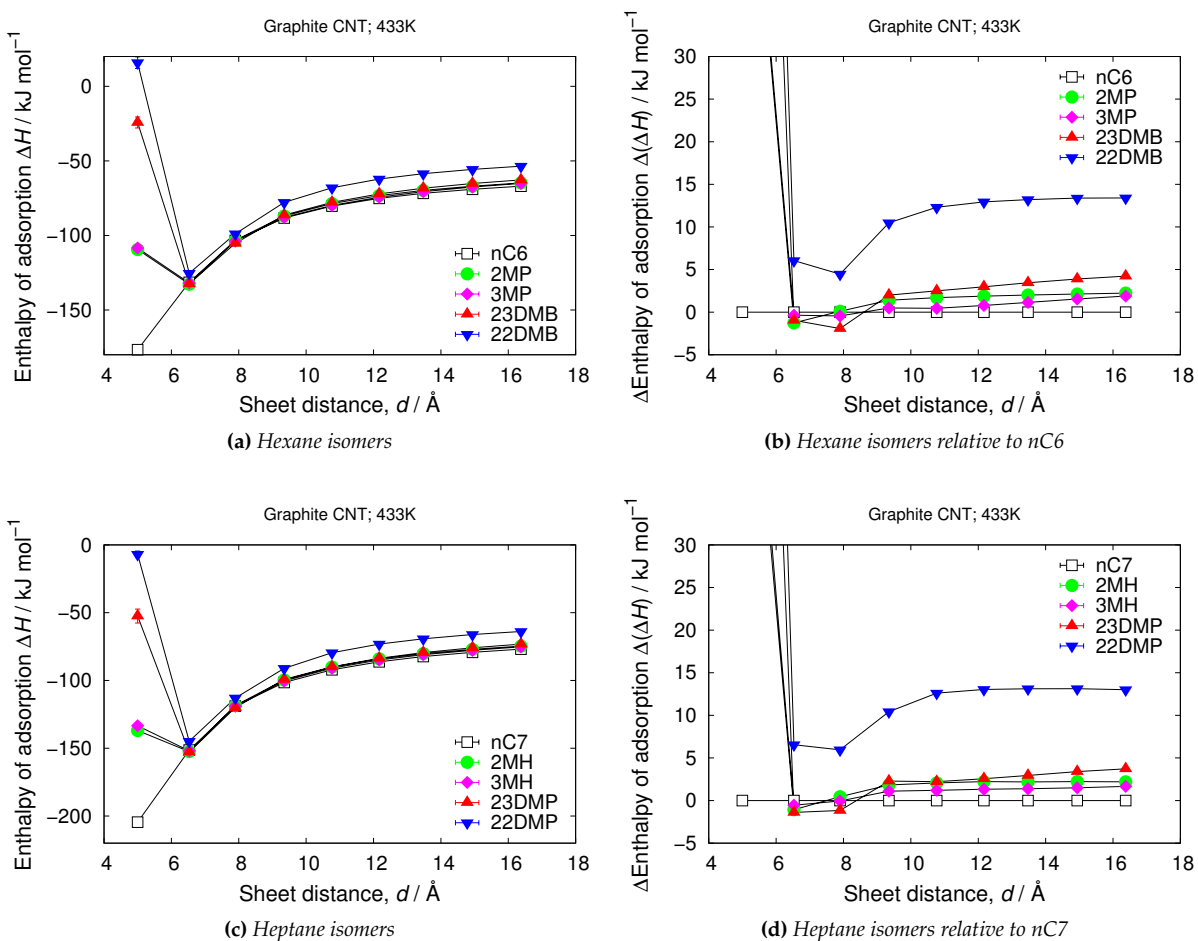 Graphite CNT; 433K
Enthalpy of adsorption ΔH / kJ mol⁻¹
0
−50
−100
−150
nC6
2MP
3MP
23DMB
22DMB
4 6 8 10 12 14 16 18
Sheet distance, d / Å
(a) Hexane isomers
Graphite CNT; 433K
ΔEnthalpy of adsorption Δ(ΔH) / kJ mol⁻¹
30
25
20
15
10
5
0
−5
nC6
2MP
3MP
23DMB
22DMB
4 6 8 10 12 14 16 18
Sheet distance, d / Å
(b) Hexane isomers relative to nC6
Graphite CNT; 433K
Enthalpy of adsorption ΔH / kJ mol⁻¹
0
−50
−100
−150
−200
nC7
2MH
3MH
23DMP
22DMP
4 6 8 10 12 14 16 18
Sheet distance, d / Å
(c) Heptane isomers
Graphite CNT; 433K
ΔEnthalpy of adsorption Δ(ΔH) / kJ mol⁻¹
30
25
20
15
10
5
0
−5
nC7
2MH
3MH
23DMP
22DMP
4 6 8 10 12 14 16 18
Sheet distance, d / Å
(d) Heptane isomers relative to nC7